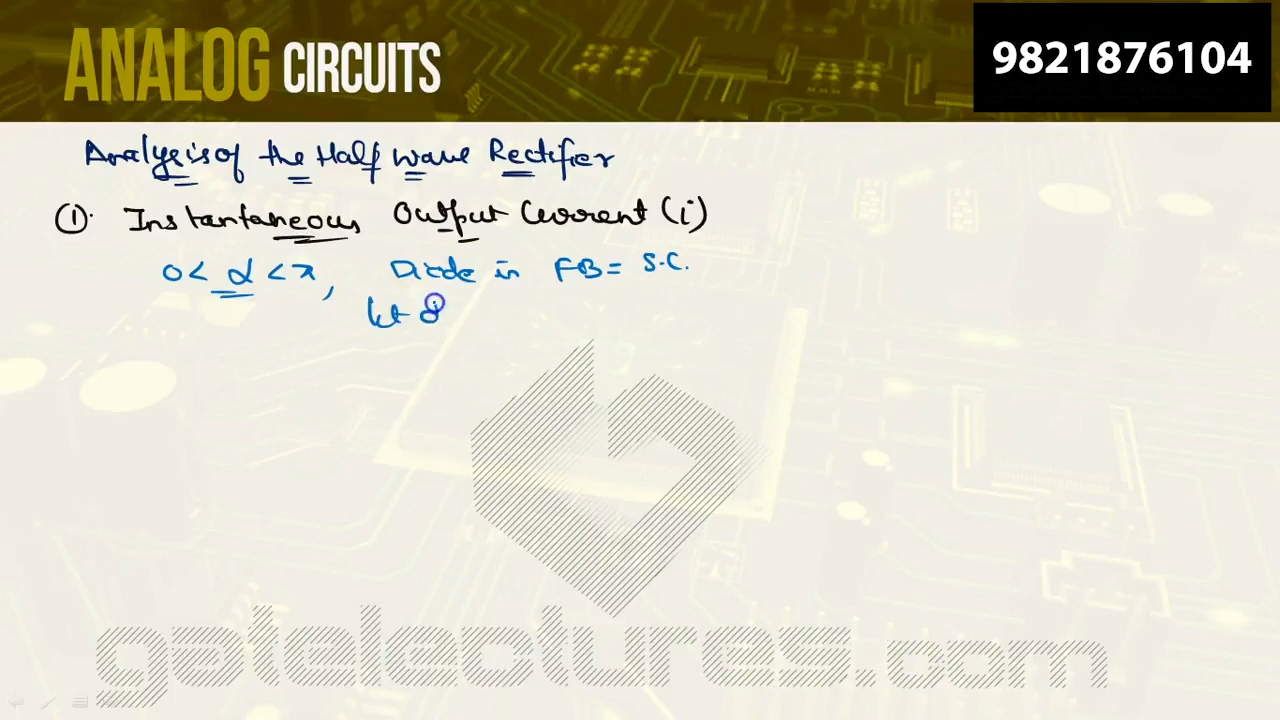 ANALOG CIRCUITS
9821876104
Analysis of the Half wave Rectifier
①. Instantaneous Output Current (i)
0 < α < π, Diode in FB = S.C.
let
gatelectures.com